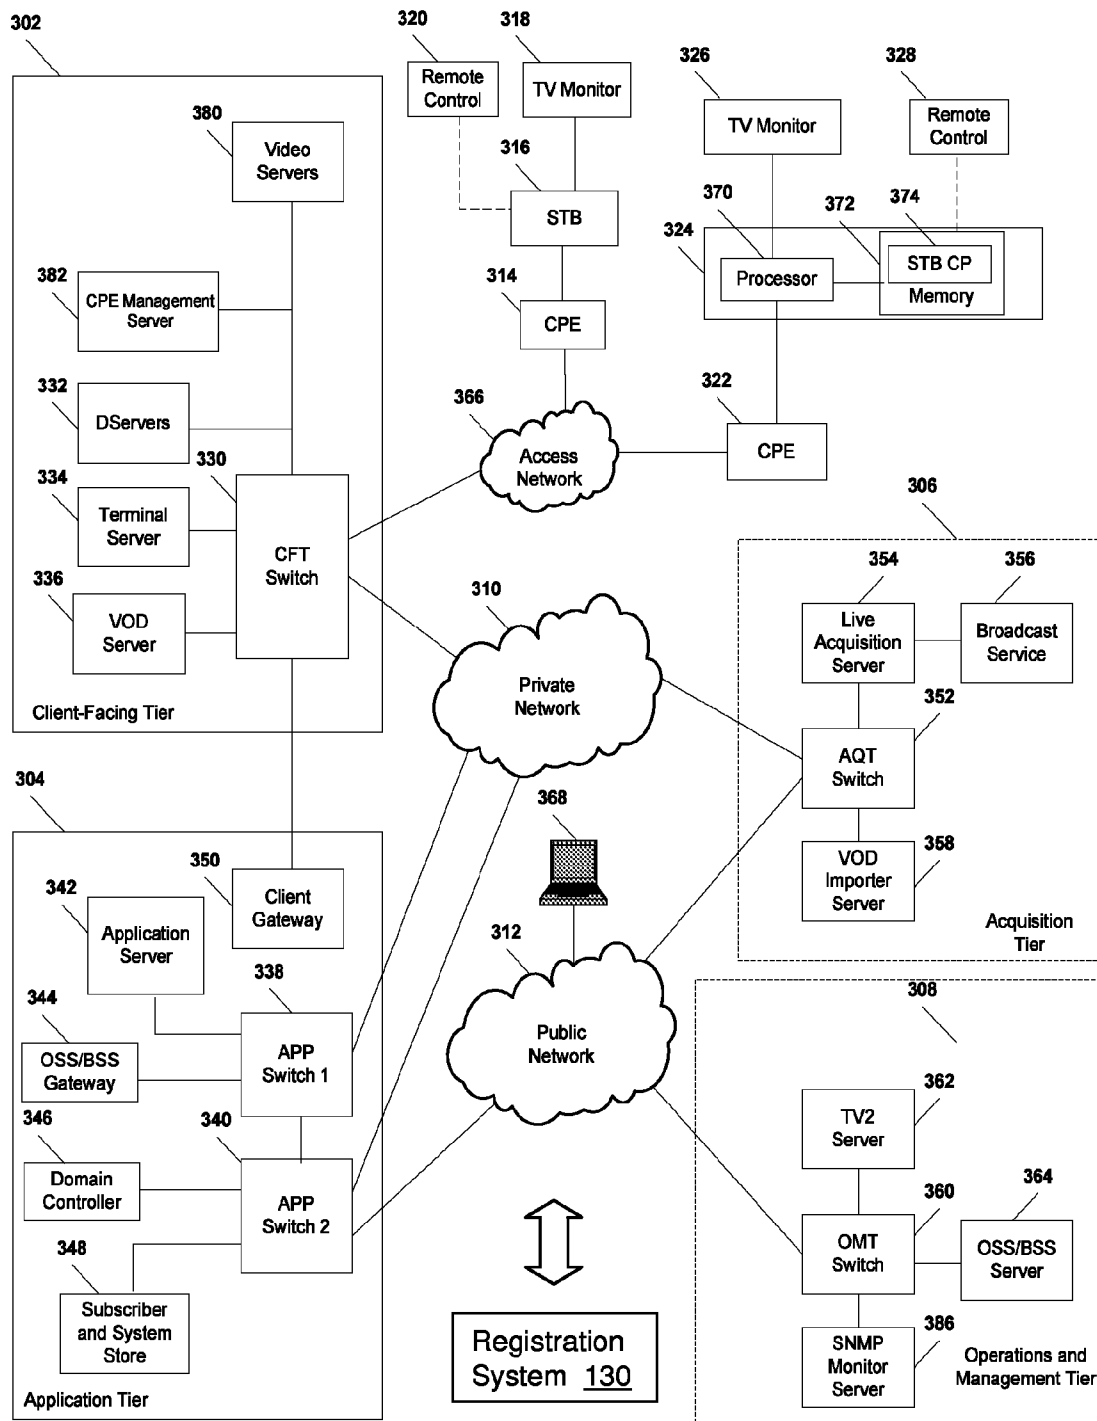 302
320
318
326
328
Remote
Control
TV Monitor
TV Monitor
Remote
Control
380
Video
Servers
316
STB
370
372
374
324
STB CP
Processor
Memory
382
CPE Management
Server
314
CPE
332
DServers
366
322
Access
Network
CPE
330
334
Terminal
Server
CFT
Switch
306
336
VOD
Server
310
354
356
Live
Acquisition
Server
Broadcast
Service
Private
Network
Client-Facing Tier
352
AQT
Switch
304
368
350
358
342
Client
Gateway
VOD
Importer
Server
Application
Server
312
Acquisition
Tier
338
344
308
OSS/BSS
Gateway
APP
Switch 1
Public
Network
362
TV2
Server
346
340
Domain
Controller
APP
Switch 2
360
364
348
OMT
Switch
OSS/BSS
Server
Subscriber
and System
Store
Registration
System 130
386
SNMP
Monitor
Server
Operations and
Management Tier
Application Tier